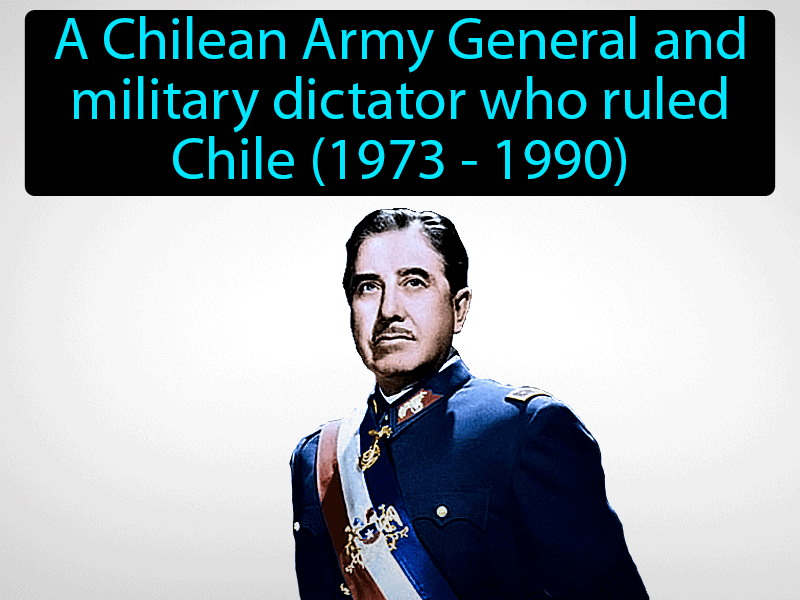 A Chilean Army General and
military dictator who ruled
Chile (1973 - 1990)